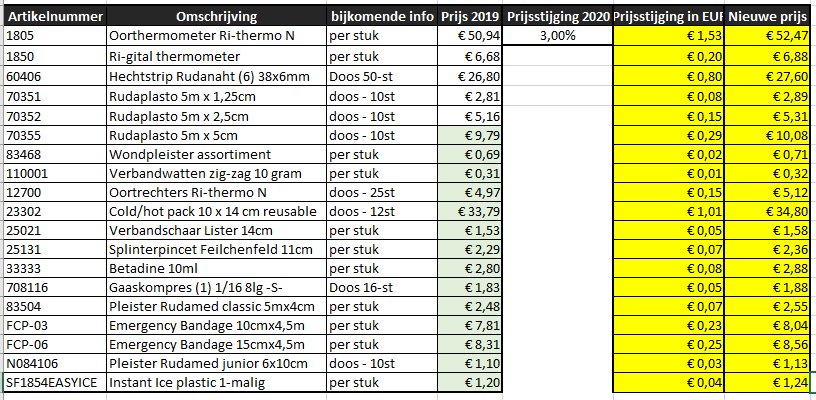 Artikelnummer Omschrijving bijkomende info Prijs 2019 Prijsstijging 2020 Prijsstijging in EUR Nieuwe prijs
1805 Oorthermometer Ri-thermo N per stuk € 50,94 3,00% € 1,53 € 52,47
1850 Ri-gital thermometer per stuk € 6,68 € 0,20 € 6,88
60406 Hechtstrip Rudanaht (6) 38x6mm Doos 50-st € 26,80 € 0,80 € 27,60
70351 Rudaplasto 5m x 1,25cm doos - 10st € 2,81 € 0,08 € 2,89
70352 Rudaplasto 5m x 2,5cm doos - 10st € 5,16 € 0,15 € 5,31
70355 Rudaplasto 5m x 5cm doos - 10st € 9,79 € 0,29 € 10,08
83468 Wondpleister assortiment per stuk € 0,69 € 0,02 € 0,71
110001 Verbandwatten zig-zag 10 gram per stuk € 0,31 € 0,01 € 0,32
12700 Oortrechters Ri-thermo N doos - 25st € 4,97 € 0,15 € 5,12
23302 Cold/hot pack 10 x 14 cm reusable doos - 12st € 33,79 € 1,01 € 34,80
25021 Verbandschaar Lister 14cm per stuk € 1,53 € 0,05 € 1,58
25131 Splinterpincet Feilchenfeld 11cm per stuk € 2,29 € 0,07 € 2,36
33333 Betadine 10ml per stuk € 2,80 € 0,08 € 2,88
708116 Gaaskompres (1) 1/16 8lg -S- Doos 16-st € 1,83 € 0,05 € 1,88
83504 Pleister Rudamed classic 5mx4cm per stuk € 2,48 € 0,07 € 2,55
FCP-03 Emergency Bandage 10cmx4,5m per stuk € 7,81 € 0,23 € 8,04
FCP-06 Emergency Bandage 15cmx4,5m per stuk € 8,31 € 0,25 € 8,56
N084106 Pleister Rudamed junior 6x10cm doos - 10st € 1,10 € 0,03 € 1,13
SF1854EASYICE Instant Ice plastic 1-malig per stuk € 1,20 € 0,04 € 1,24